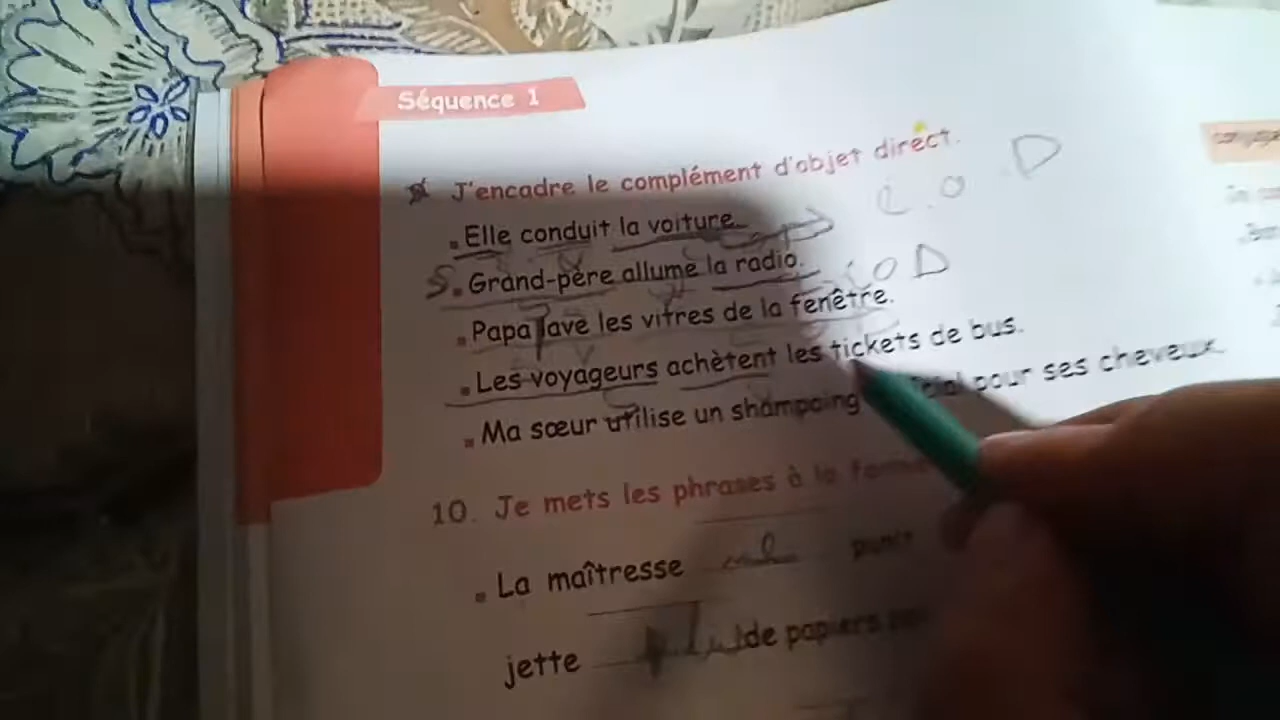 Séquence 1
J'encadre le complément d'objet direct.
C.O.D
Elle conduit la voiture.
S. Grand-père allume la radio.
COD
Papa lave les vitres de la fenêtre.
Les voyageurs achètent les tickets de bus.
Ma sœur utilise un shampoing pour ses cheveux.
10. Je mets les phrases à la
La maîtresse punit
jette de papiers